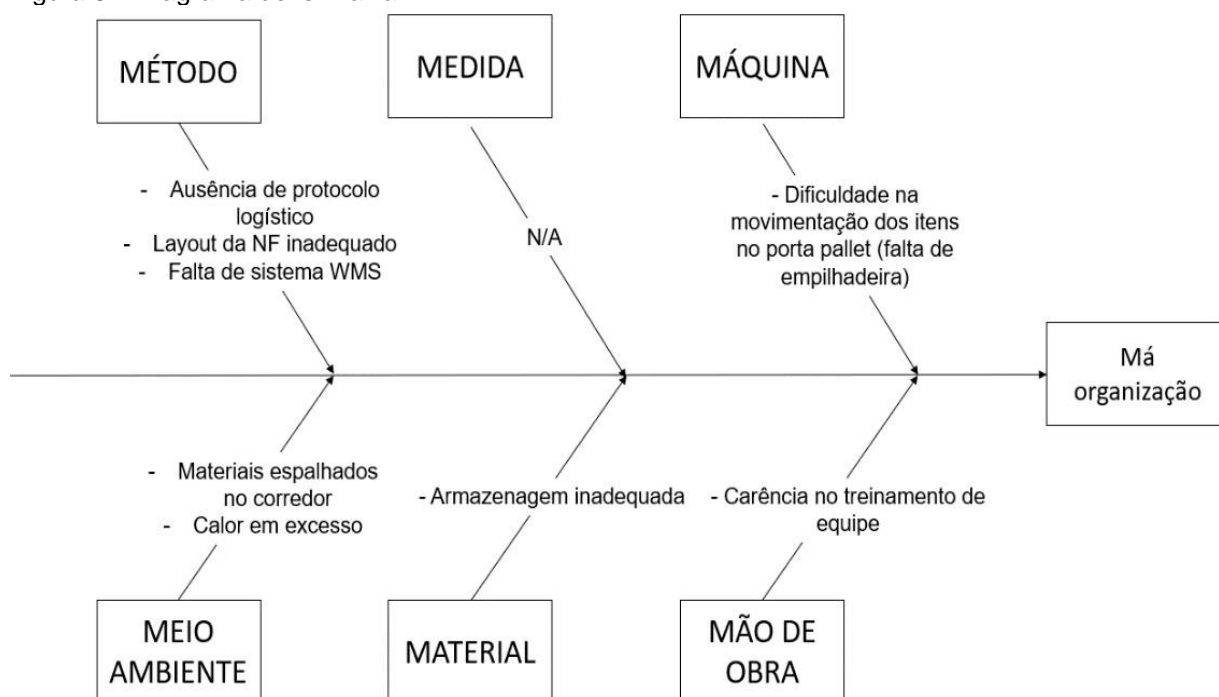 MÉTODO
MEDIDA
MÁQUINA
- Ausência de protocolo
logístico
- Layout da NF inadequado
- Falta de sistema WMS
N/A
- Dificuldade na
movimentação dos itens
no porta pallet (falta de
empilhadeira)
Má
organização
- Materiais espalhados
no corredor
- Calor em excesso
- Armazenagem inadequada
- Carência no treinamento de
equipe
MEIO
AMBIENTE
MATERIAL
MÃO DE
OBRA